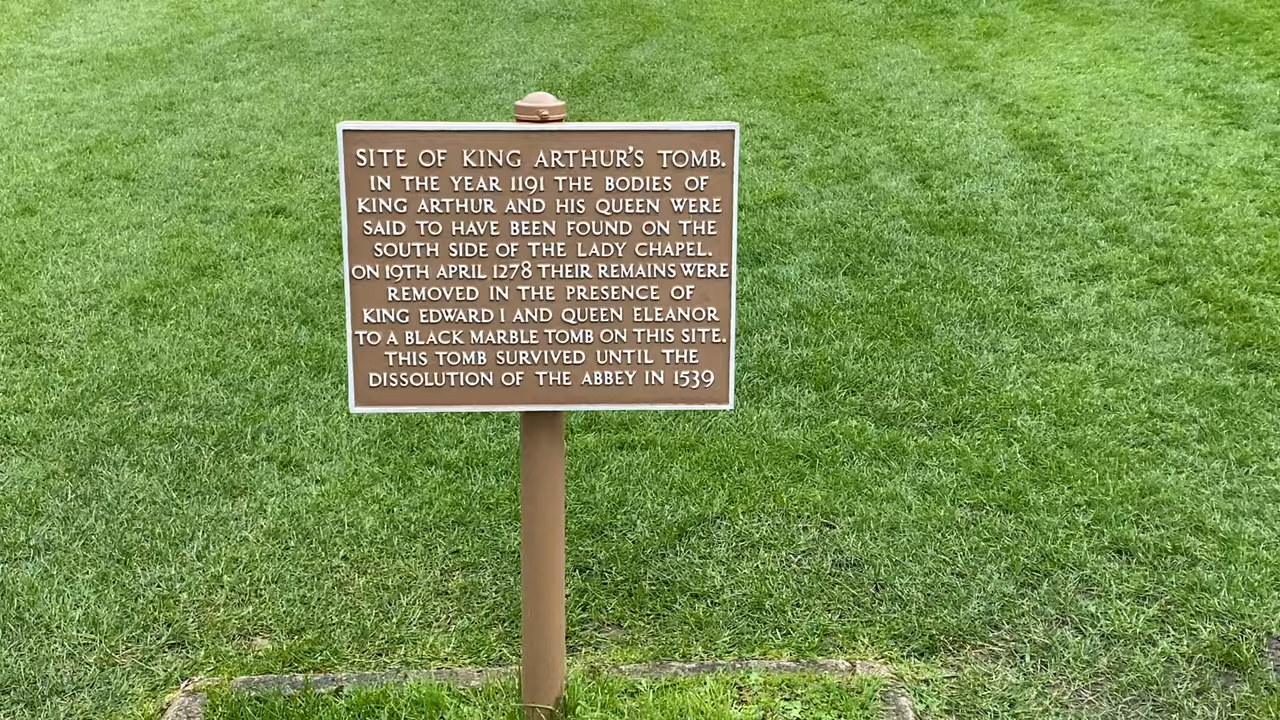 SITE OF KING ARTHUR'S TOMB.
IN THE YEAR 1191 THE BODIES OF
KING ARTHUR AND HIS QUEEN WERE
SAID TO HAVE BEEN FOUND ON THE
SOUTH SIDE OF THE LADY CHAPEL.
ON 19TH APRIL 1278 THEIR REMAINS WERE
REMOVED IN THE PRESENCE OF
KING EDWARD I AND QUEEN ELEANOR
TO A BLACK MARBLE TOMB ON THIS SITE.
THIS TOMB SURVIVED UNTIL THE
DISSOLUTION OF THE ABBEY IN 1539